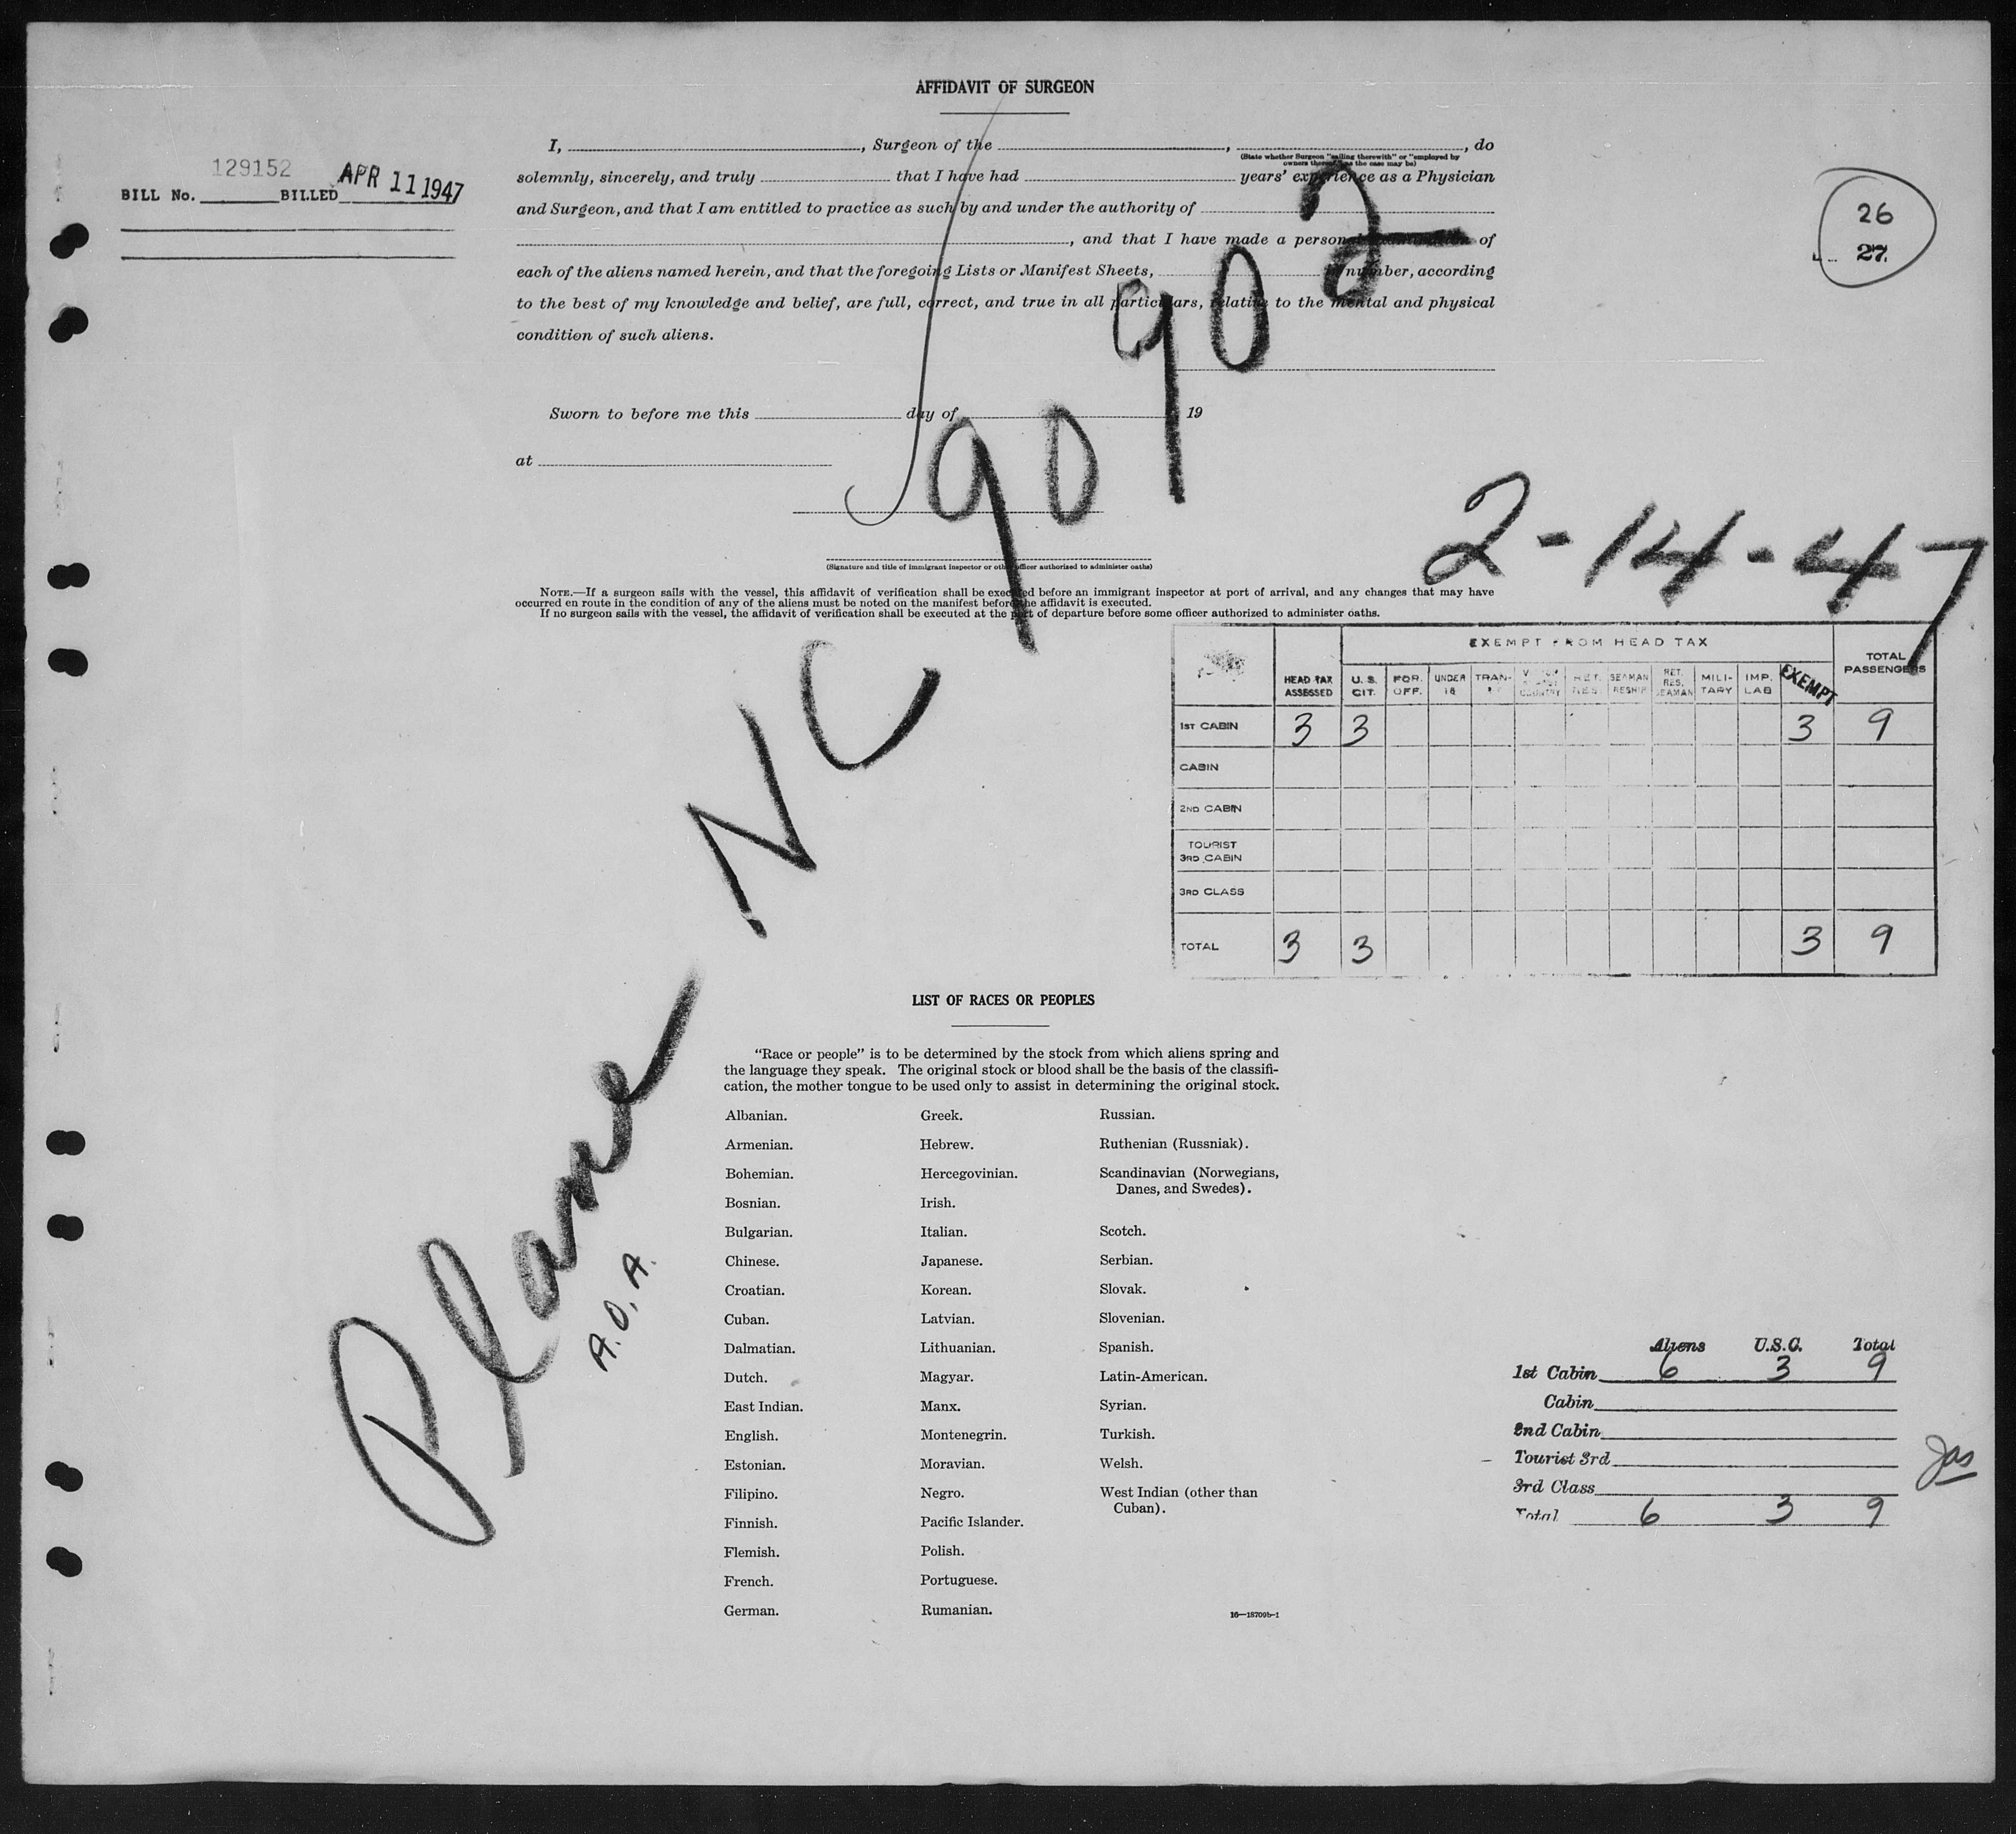 AFFIDAVIT OF SURGEON
I, , Surgeon of the , , do
(State whether Surgeon "sailing therewith" or "employed by
owners thereof," as the case may be)
solemnly, sincerely, and truly that I have had years' experience as a Physician
and Surgeon, and that I am entitled to practice as such by and under the authority of
, and that I have made a personal of
each of the aliens named herein, and that the foregoing Lists or Manifest Sheets, in number, according
to the best of my knowledge and belief, are full, correct, and true in all particulars, relative to the mental and physical
condition of such aliens.
129152
BILL No. BILLED APR 11 1947
26
27
Sworn to before me this day of 19
at
(Signature and title of immigrant inspector or other officer authorized to administer oaths)
NOTE.—If a surgeon sails with the vessel, this affidavit of verification shall be executed before an immigrant inspector at port of arrival, and any changes that may have
occurred en route in the condition of any of the aliens must be noted on the manifest before the affidavit is executed.
If no surgeon sails with the vessel, the affidavit of verification shall be executed at the port of departure before some officer authorized to administer oaths.
Plane NC 90902
A.O.A.
2-14-47
EXEMPT FROM HEAD TAX
HEAD TAX ASSESSED U. S. CIT. FOR. OFF. UNDER 16 TRAN- COUNTRY RET. RES. SEAMAN RESHIP RET. RES. SEAMAN MILI- TARY IMP. LAB EXEMPT TOTAL PASSENGERS
1ST CABIN 3 3 3 9
CABIN
2ND CABIN
TOURIST
3RD CABIN
3RD CLASS
TOTAL 3 3 3 9
LIST OF RACES OR PEOPLES
"Race or people" is to be determined by the stock from which aliens spring and
the language they speak. The original stock or blood shall be the basis of the classifi-
cation, the mother tongue to be used only to assist in determining the original stock.
Albanian.
Armenian.
Bohemian.
Bosnian.
Bulgarian.
Chinese.
Croatian.
Cuban.
Dalmatian.
Dutch.
East Indian.
English.
Estonian.
Filipino.
Finnish.
Flemish.
French.
German.
Greek.
Hebrew.
Hercegovinian.
Irish.
Italian.
Japanese.
Korean.
Latvian.
Lithuanian.
Magyar.
Manx.
Montenegrin.
Moravian.
Negro.
Pacific Islander.
Polish.
Portuguese.
Rumanian.
Russian.
Ruthenian (Russniak).
Scandinavian (Norwegians,
Danes, and Swedes).
Scotch.
Serbian.
Slovak.
Slovenian.
Spanish.
Latin-American.
Syrian.
Turkish.
Welsh.
West Indian (other than
Cuban).
16—18709b-1
Aliens U.S.C. Total
1st Cabin 6 3 9
Cabin
2nd Cabin
Tourist 3rd
3rd Class
Total 6 3 9